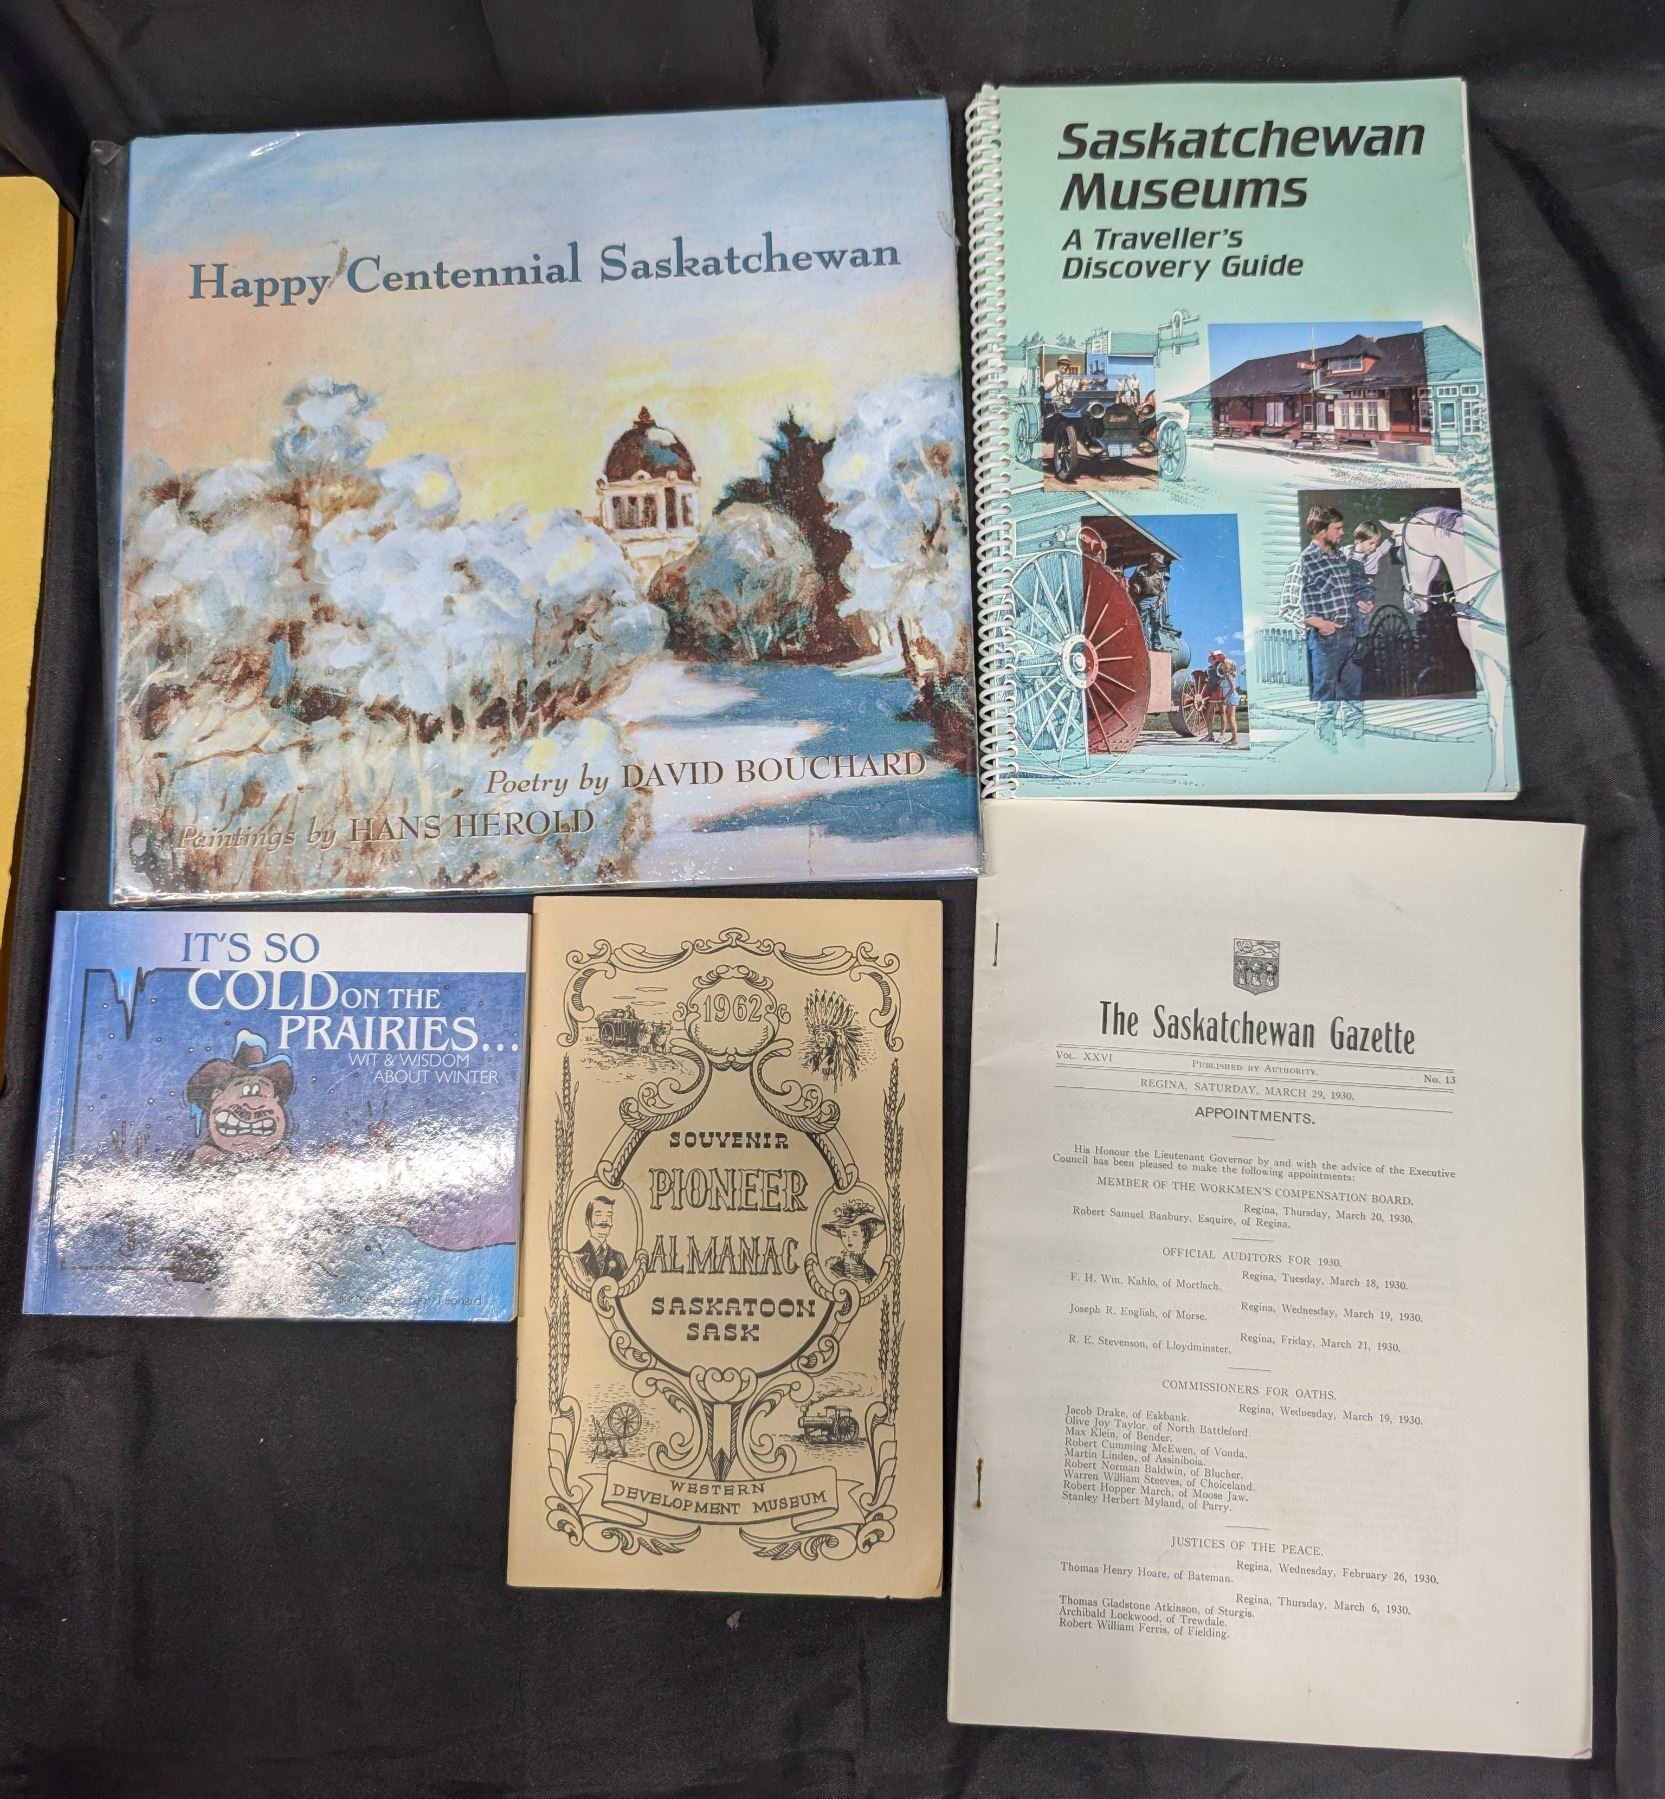 Happy Centennial Saskatchewan
Poetry by DAVID BOUCHARD
Paintings by HANS HEROLD
Saskatchewan
Museums
A Traveller's
Discovery Guide
IT'S SO
COLD ON THE
PRAIRIES...
WIT & WISDOM
ABOUT WINTER
1962
SOUVENIR
PIONEER
ALMANAC
SASKATOON
SASK
WESTERN
DEVELOPMENT MUSEUM
The Saskatchewan Gazette
VOL. XXVI
PUBLISHED BY AUTHORITY.
No. 13
REGINA, SATURDAY, MARCH 29, 1930.
APPOINTMENTS.
His Honour the Lieutenant Governor by and with the advice of the Executive
Council has been pleased to make the following appointments:
MEMBER OF THE WORKMEN'S COMPENSATION BOARD.
Regina, Thursday, March 20, 1930.
Robert Samuel Banbury, Esquire, of Regina.
OFFICIAL AUDITORS FOR 1930.
Regina, Tuesday, March 18, 1930.
F. H. Wm. Kahlo, of Mortlach.
Regina, Wednesday, March 19, 1930.
Joseph R. English, of Morse.
Regina, Friday, March 21, 1930.
R. E. Stevenson, of Lloydminster.
COMMISSIONERS FOR OATHS.
Regina, Wednesday, March 19, 1930.
Jacob Drake, of Eskbank.
Olive Joy Taylor, of North Battleford.
Max Klein, of Bender.
Robert Cumming McEwen, of Vonda.
Martin Linden, of Assiniboia.
Robert Norman Baldwin, of Blucher.
Warren William Steeves, of Choiceland.
Robert Hopper March, of Moose Jaw.
Stanley Herbert Myland, of Parry.
JUSTICES OF THE PEACE.
Regina, Wednesday, February 26, 1930.
Thomas Henry Hoare, of Bateman.
Regina, Thursday, March 6, 1930.
Thomas Gladstone Atkinson, of Sturgis.
Archibald Lockwood, of Trewdale.
Robert William Ferris, of Fielding.